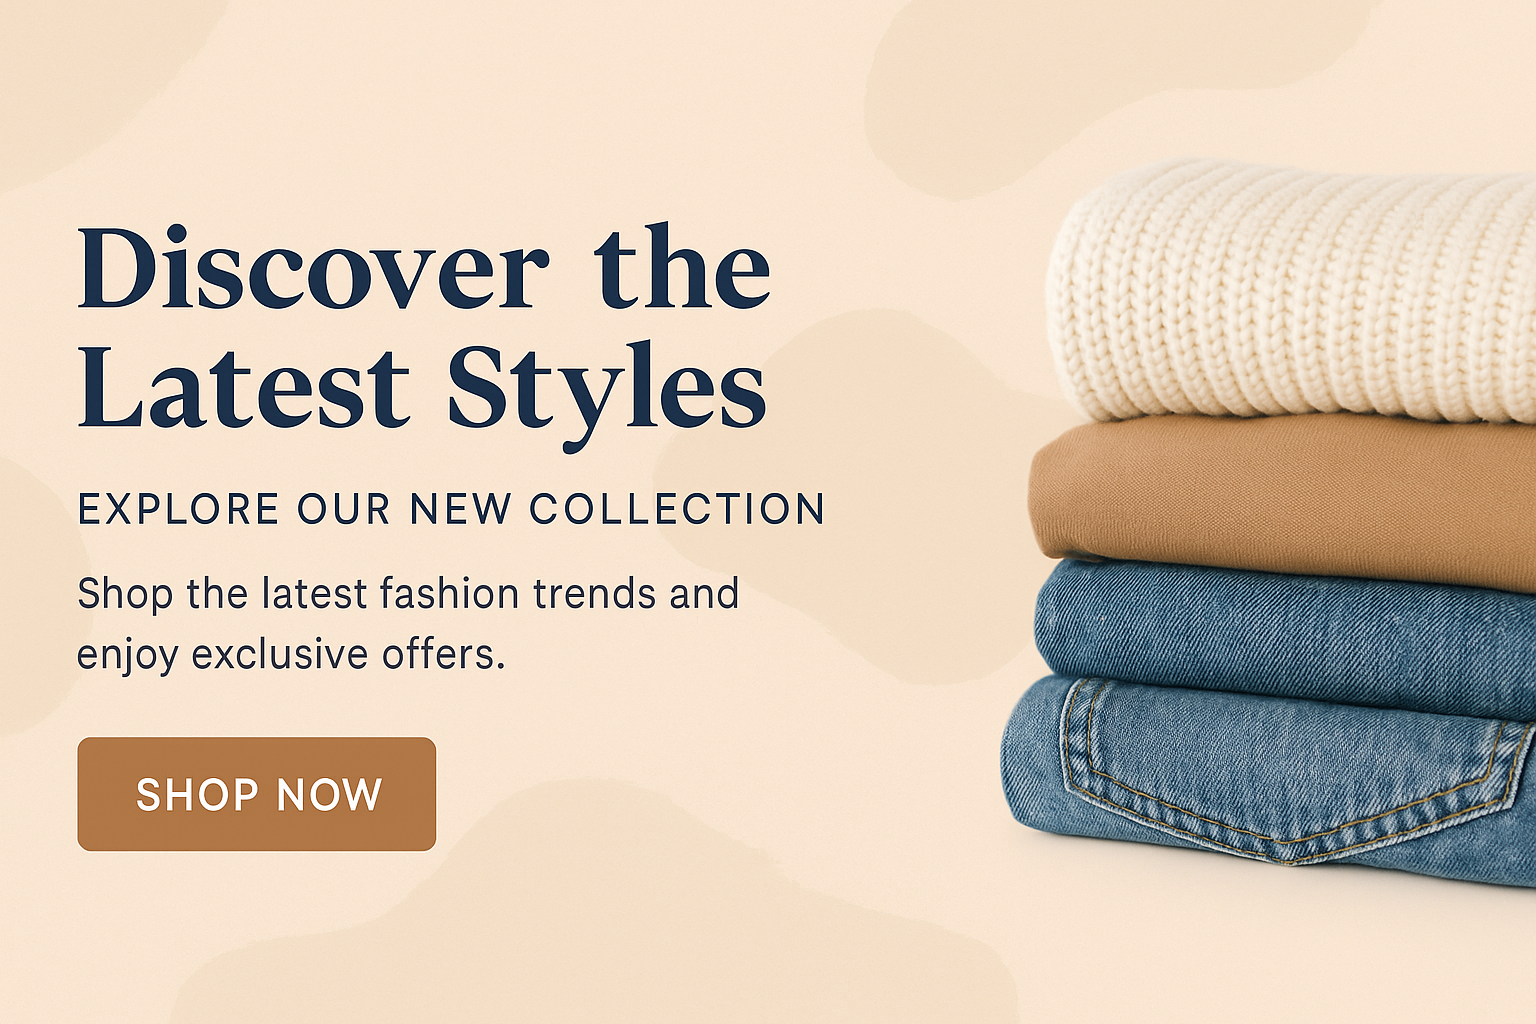 Discover the
Latest Styles
EXPLORE OUR NEW COLLECTION
Shop the latest fashion trends and
enjoy exclusive offers.
SHOP NOW